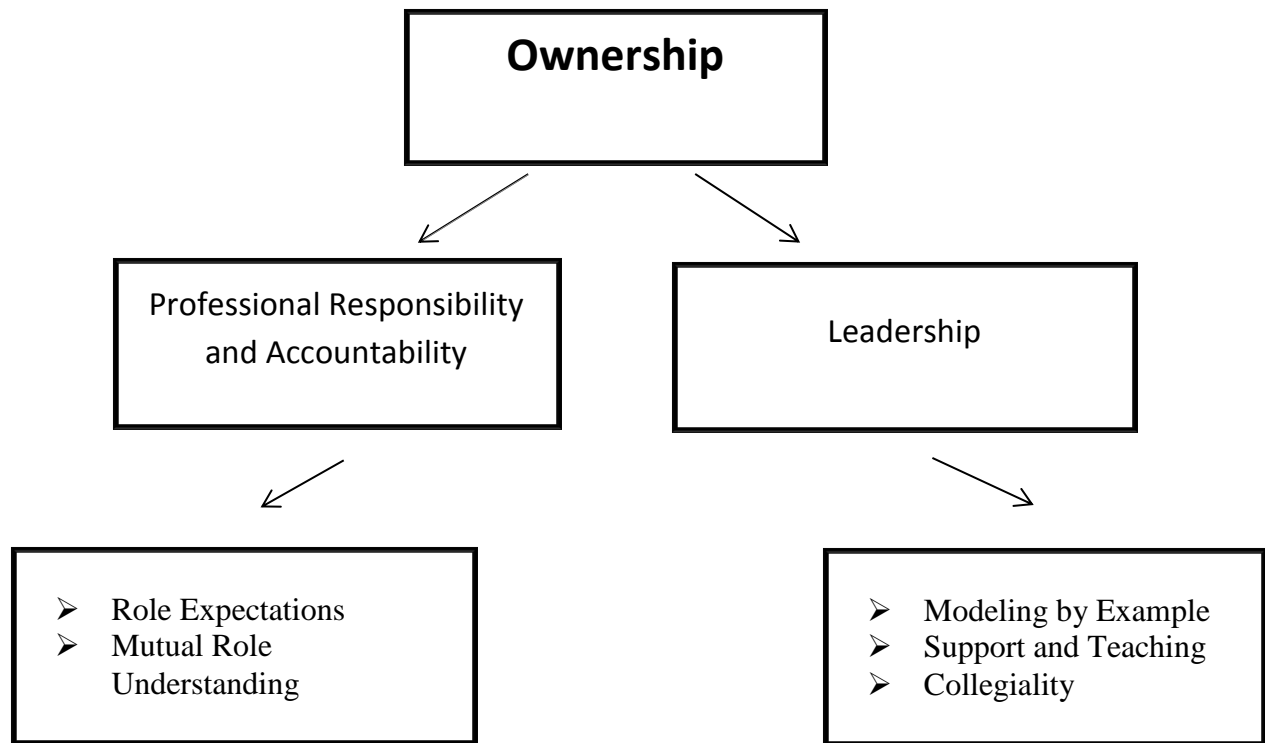 Ownership
Professional Responsibility
and Accountability
Leadership
➢ Role Expectations
➢ Mutual Role
Understanding
➢ Modeling by Example
➢ Support and Teaching
➢ Collegiality